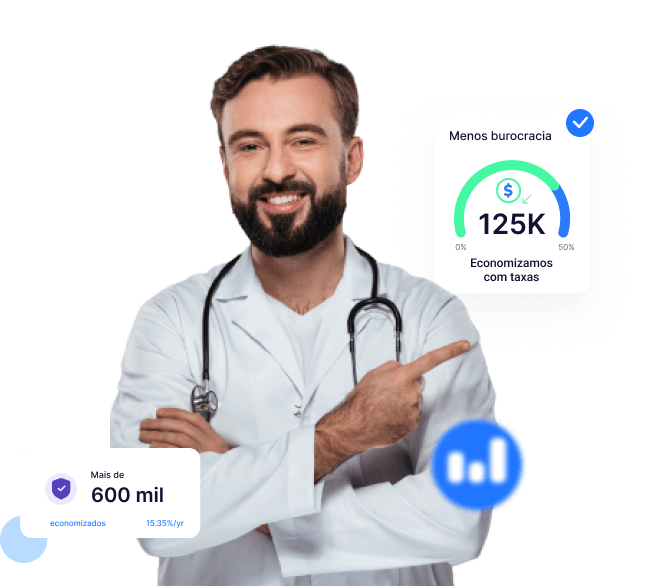 Menos burocracia
$
125K
0%
50%
Economizamos
com taxas
Mais de
600 mil
economizados
15.35%/yr